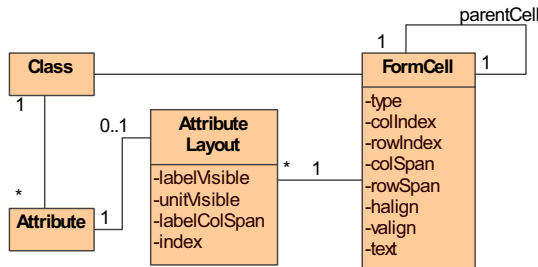 parentCell
1
Class
FormCell
1
1
-type
-colIndex
-rowIndex
-colSpan
-rowSpan
-halign
-valign
-text
0..1
Attribute
Layout
-labelVisible
-unitVisible
-labelColSpan
-index
*
1
*
Attribute
1